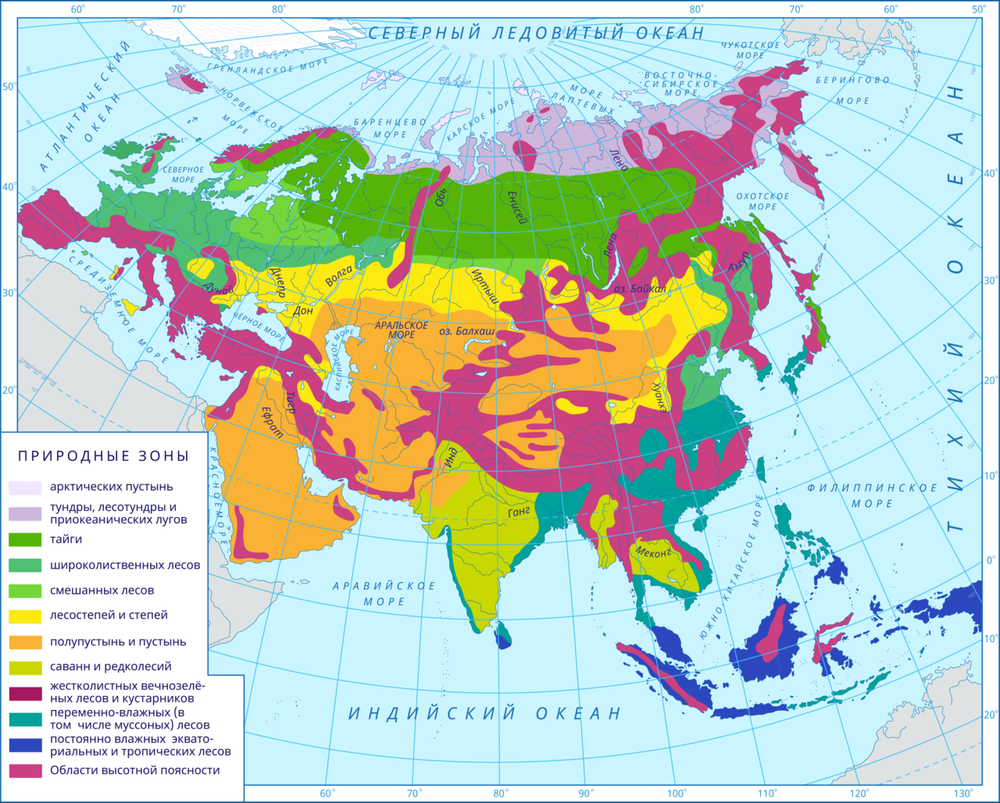 60° 70° 80° 80° 70° 60° 50°
СЕВЕРНЫЙ ЛЕДОВИТЫЙ ОКЕАН
ЧУКОТСКОЕ
МОРЕ
ГРЕНЛАНДСКОЕ МОРЕ
ВОСТОЧНО-
СИБИРСКОЕ
МОРЕ
БЕРИНГОВО
МОРЕ
50°
АТЛАНТИЧЕСКИЙ
ОКЕАН
НОРВЕЖСКОЕ
МОРЕ
БАРЕНЦЕВО
МОРЕ
КАРСКОЕ МОРЕ
МОРЕ
ЛАПТЕВЫХ
Лена
СЕВЕРНОЕ
МОРЕ
40°
40°
Обь
Енисей
ОХОТСКОЕ
МОРЕ
ТИХИЙ ОКЕАН
Лена
Амур
СРЕДИЗЕМНОЕ МОРЕ
Дунай
Днепр
Волга
Иртыш
оз. Байкал
30°
30°
Дон
ЧЁРНОЕ МОРЕ
АРАЛЬСКОЕ
МОРЕ
оз. Балхаш
КАСПИЙСКОЕ МОРЕ
20°
20°
Тигр
Ефрат
Хуанхэ
КРАСНОЕ МОРЕ
Инд
Ганг
Меконг
10°
ФИЛИППИНСКОЕ
МОРЕ
0°
АРАВИЙСКОЕ
МОРЕ
ЮЖНО-КИТАЙСКОЕ МОРЕ
10°
ИНДИЙСКИЙ ОКЕАН
20°
ПРИРОДНЫЕ ЗОНЫ
арктических пустынь
тундры, лесотундры и
приокеанических лугов
тайги
широколиственных лесов
смешанных лесов
лесостепей и степей
полупустынь и пустынь
саванн и редколесий
жестколистных вечнозелё-
ных лесов и кустарников
переменно-влажных (в
том числе муссоных) лесов
постоянно влажных эквато-
риальных и тропических лесов
Области высотной поясности
60° 70° 80° 90° 100° 110° 120° 130°